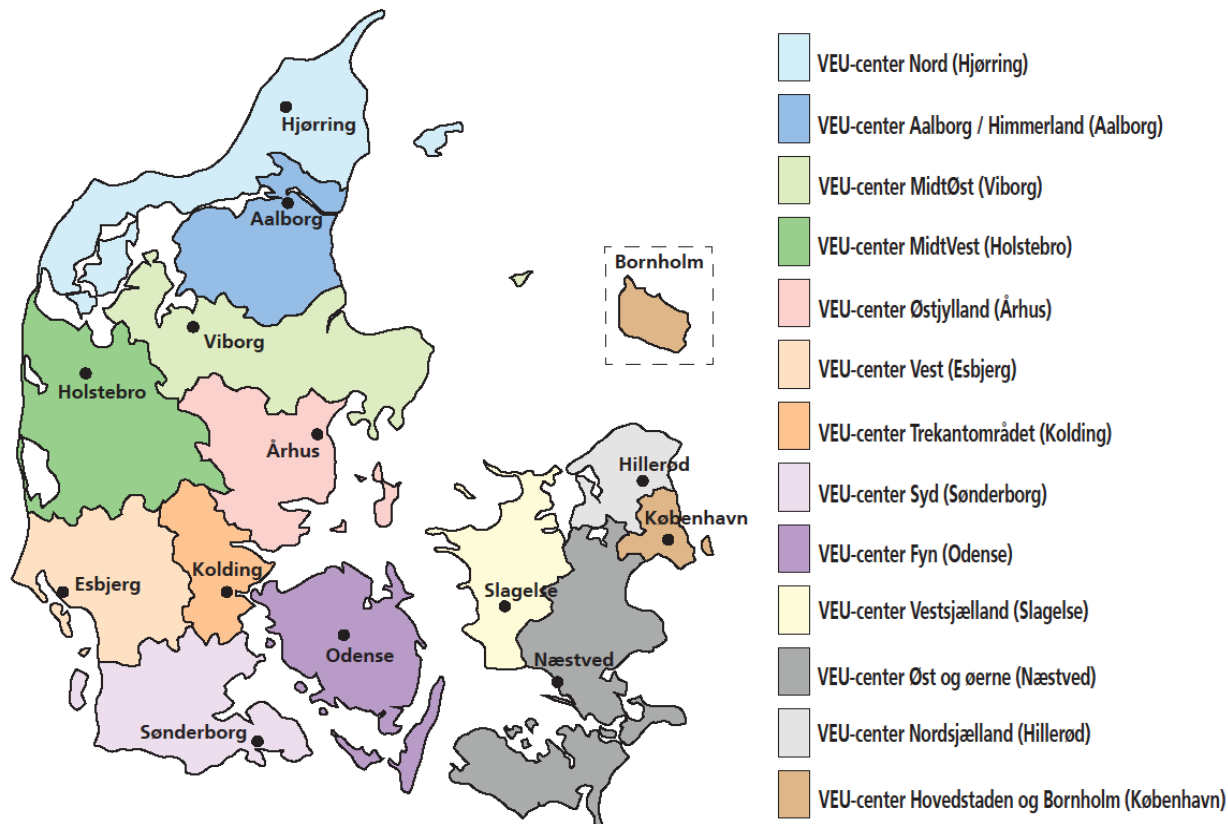 Hjørring
Aalborg
Viborg
Holstebro
Århus
Bornholm
Hillerød
København
Esbjerg
Kolding
Slagelse
Odense
Næstved
Sønderborg
VEU-center Nord (Hjørring)
VEU-center Aalborg / Himmerland (Aalborg)
VEU-center MidtØst (Viborg)
VEU-center MidtVest (Holstebro)
VEU-center Østjylland (Århus)
VEU-center Vest (Esbjerg)
VEU-center Trekantområdet (Kolding)
VEU-center Syd (Sønderborg)
VEU-center Fyn (Odense)
VEU-center Vestsjælland (Slagelse)
VEU-center Øst og øerne (Næstved)
VEU-center Nordsjælland (Hillerød)
VEU-center Hovedstaden og Bornholm (København)